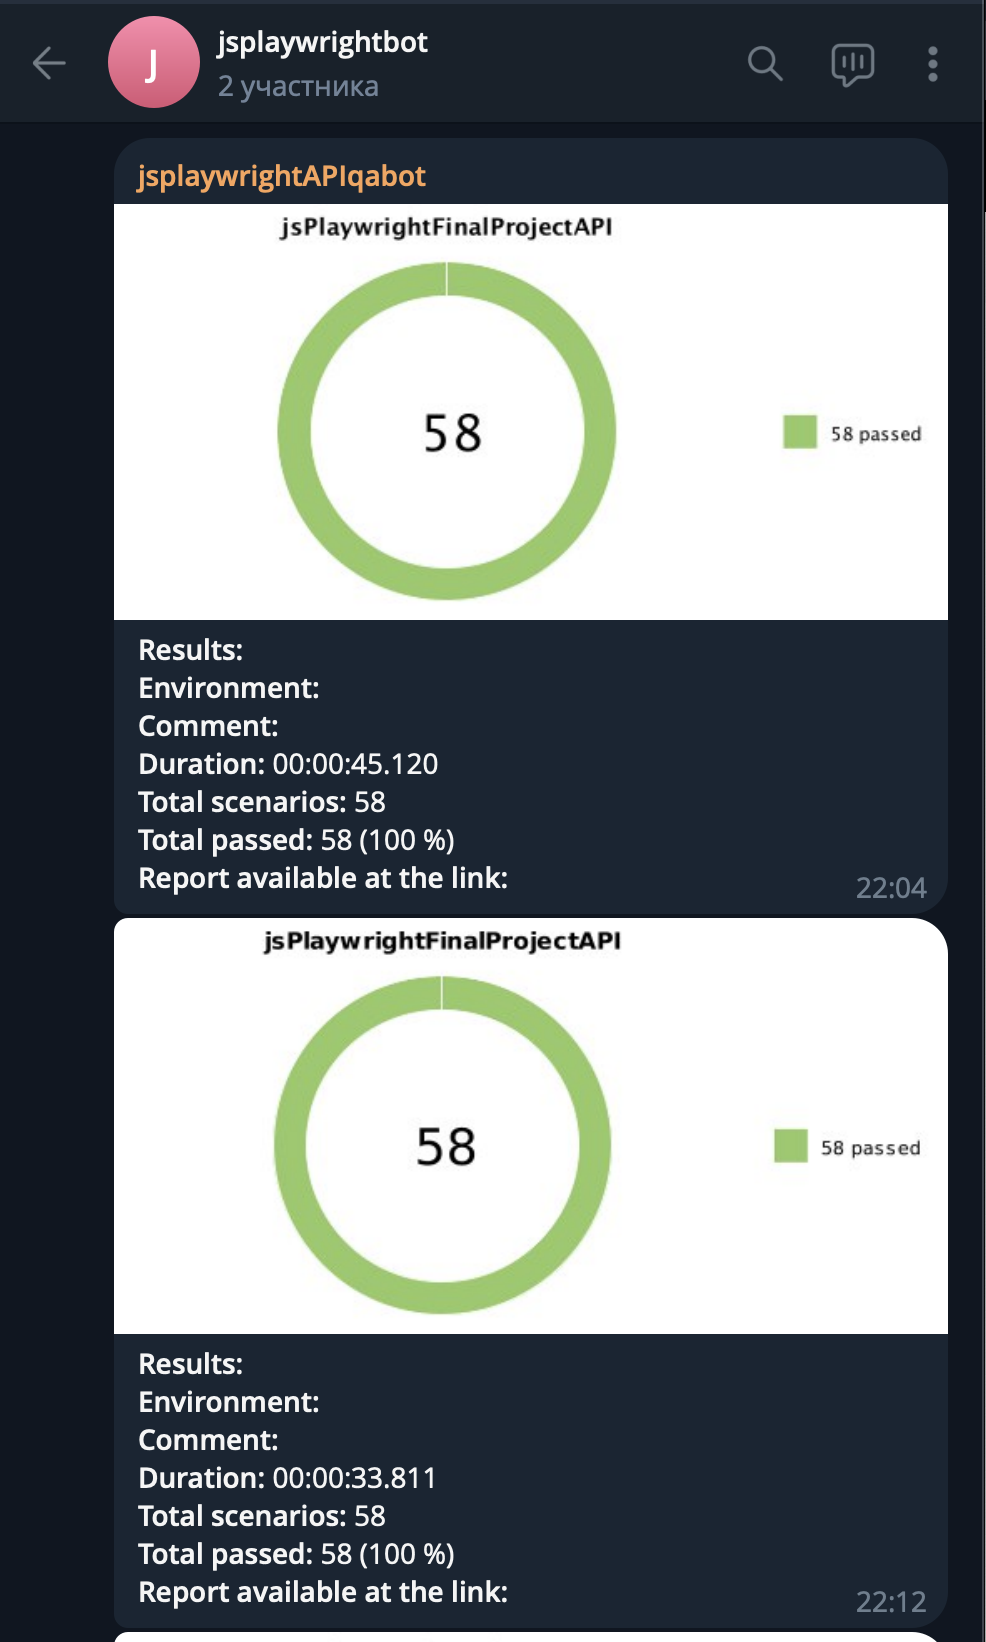 J
jsplaywrightbot
2 участника
jsplaywrightAPIqabot
jsPlaywrightFinalProjectAPI
58
58 passed
Results:
Environment:
Comment:
Duration: 00:00:45.120
Total scenarios: 58
Total passed: 58 (100 %)
Report available at the link:
22:04
jsPlaywrightFinalProjectAPI
58
58 passed
Results:
Environment:
Comment:
Duration: 00:00:33.811
Total scenarios: 58
Total passed: 58 (100 %)
Report available at the link:
22:12